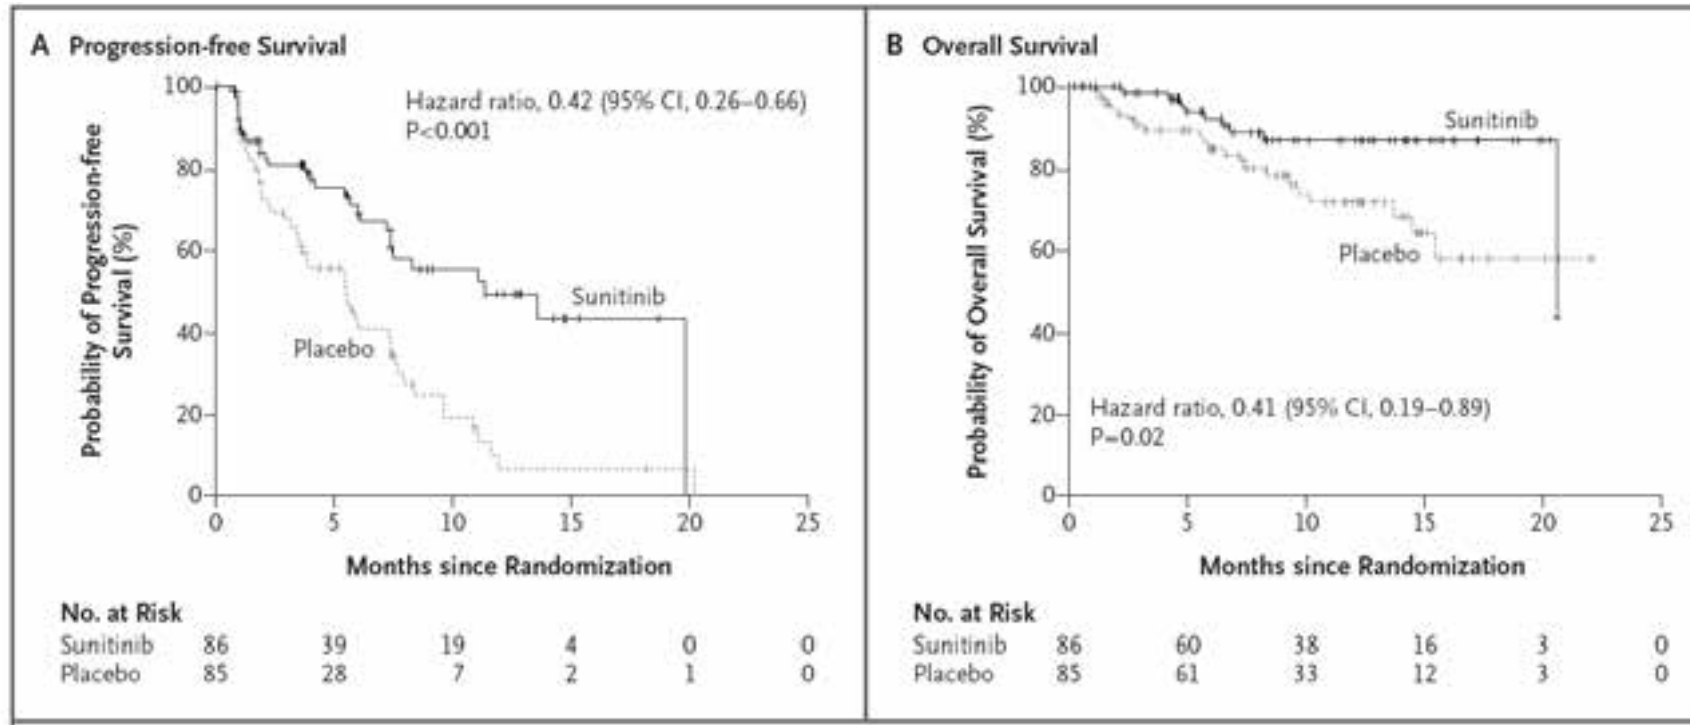 A Progression-free Survival
Probability of Progression-free
Survival (%)
100
80
60
40
20
0
Hazard ratio, 0.42 (95% CI, 0.26–0.66)
P<0.001
Sunitinib
Placebo
0 5 10 15 20 25
Months since Randomization
No. at Risk
Sunitinib 86 39 19 4 0 0
Placebo 85 28 7 2 1 0
B Overall Survival
Probability of Overall Survival (%)
100
80
60
40
20
0
Sunitinib
Placebo
Hazard ratio, 0.41 (95% CI, 0.19–0.89)
P=0.02
0 5 10 15 20 25
Months since Randomization
No. at Risk
Sunitinib 86 60 38 16 3 0
Placebo 85 61 33 12 3 0